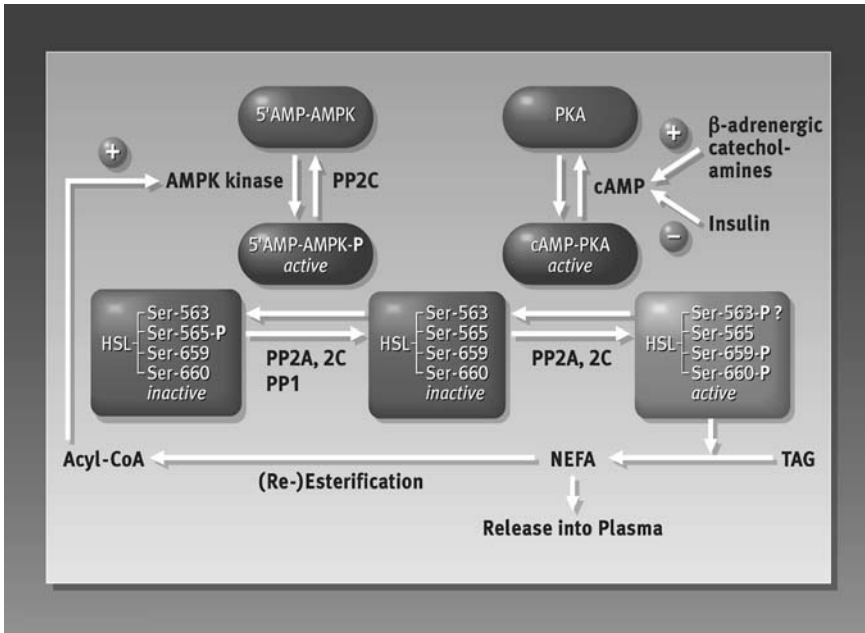 5'AMP-AMPK
PKA
+
+
β-adrenergic
catechol-
amines
AMPK kinase
PP2C
cAMP
Insulin
−
5'AMP-AMPK-P
active
cAMP-PKA
active
HSL
Ser-563
Ser-565-P
Ser-659
Ser-660
inactive
PP2A, 2C
PP1
HSL
Ser-563
Ser-565
Ser-659
Ser-660
inactive
PP2A, 2C
HSL
Ser-563-P ?
Ser-565
Ser-659-P
Ser-660-P
active
Acyl-CoA
NEFA
TAG
(Re-)Esterification
Release into Plasma